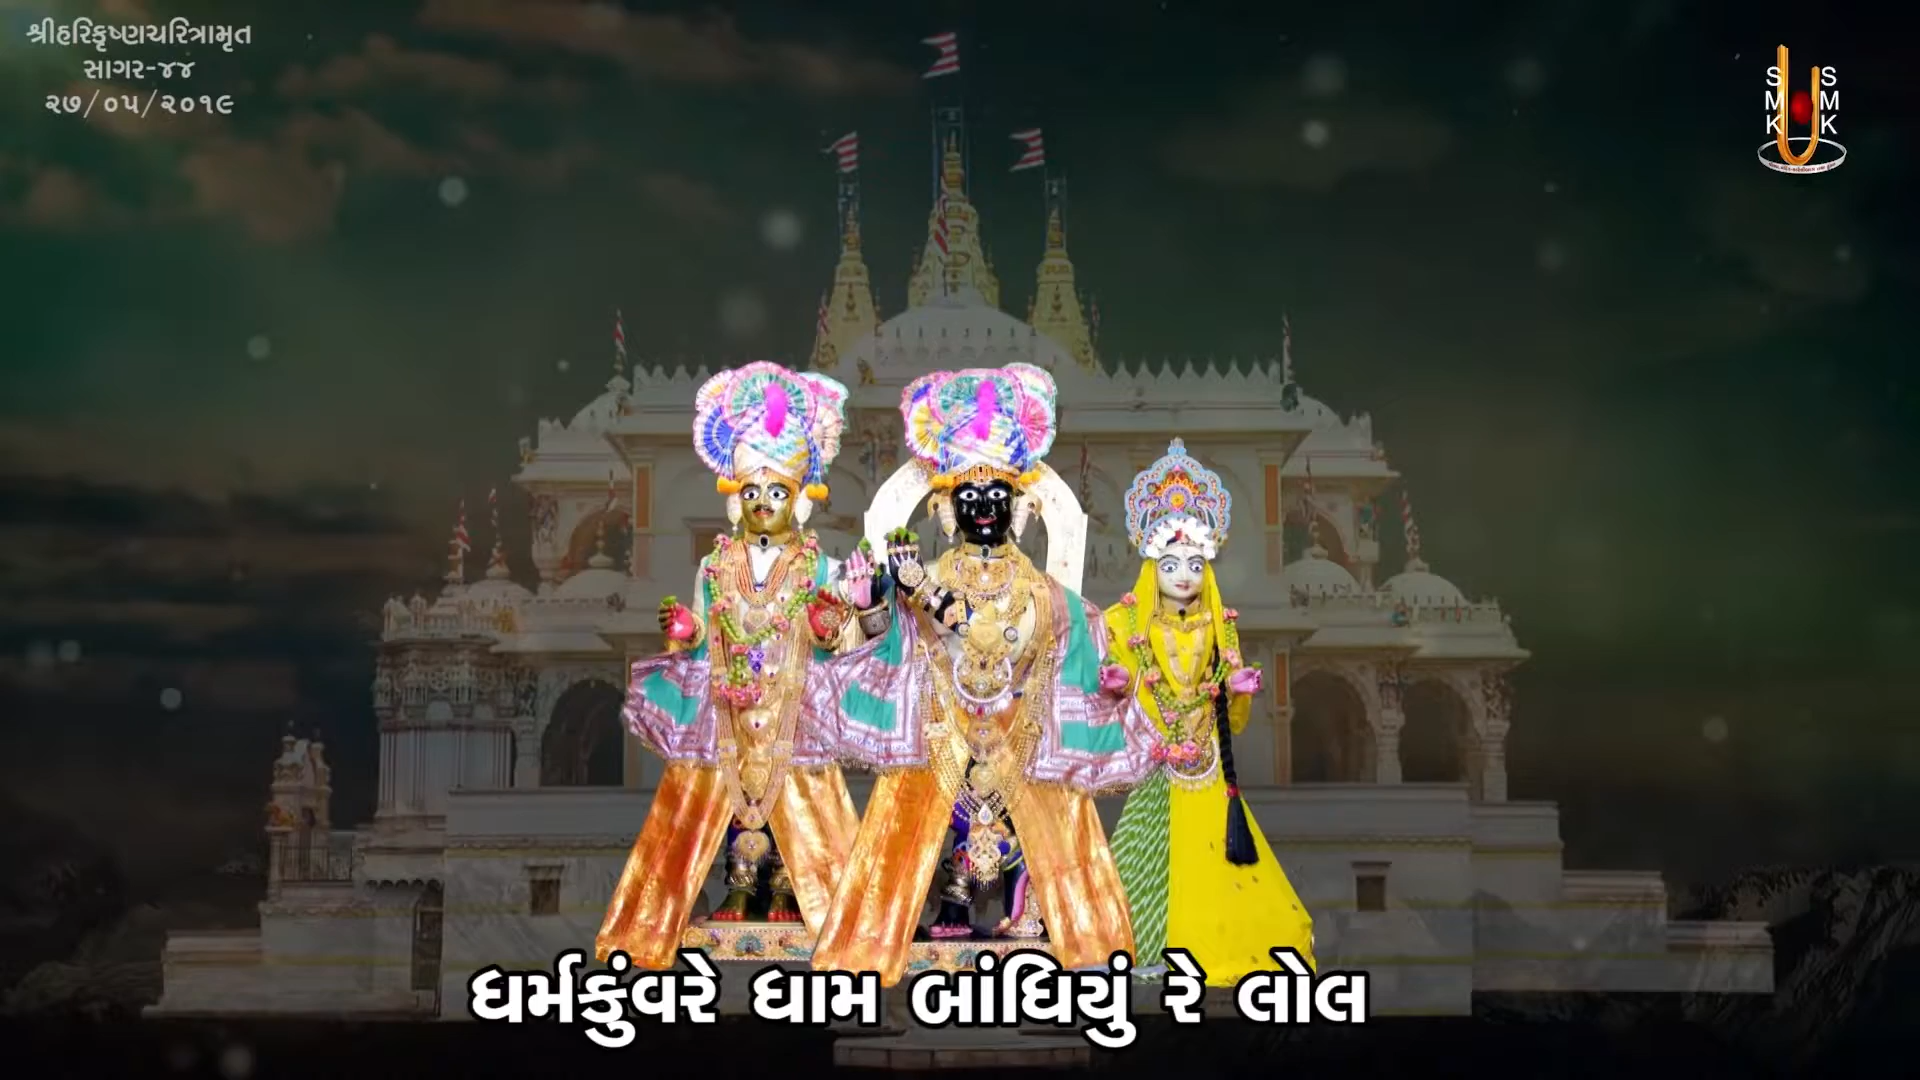 શ્રીહરિકૃષ્ણચરિત્રામૃત
સાગર-૪૪
૨૭/૦૫/૨૦૧૯
S S
M M
K K
ધર્મકુંવરે ધામ બાંધિયું રે લોલ